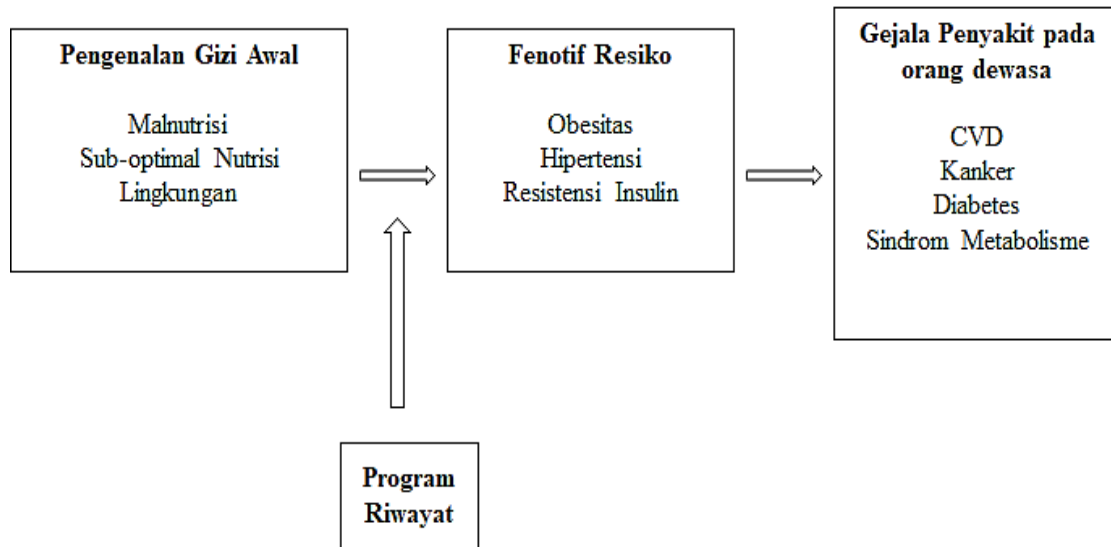 Pengenalan Gizi Awal
Malnutrisi
Sub-optimal Nutrisi
Lingkungan
Fenotif Resiko
Obesitas
Hipertensi
Resistensi Insulin
Gejala Penyakit pada
orang dewasa
CVD
Kanker
Diabetes
Sindrom Metabolisme
Program
Riwayat